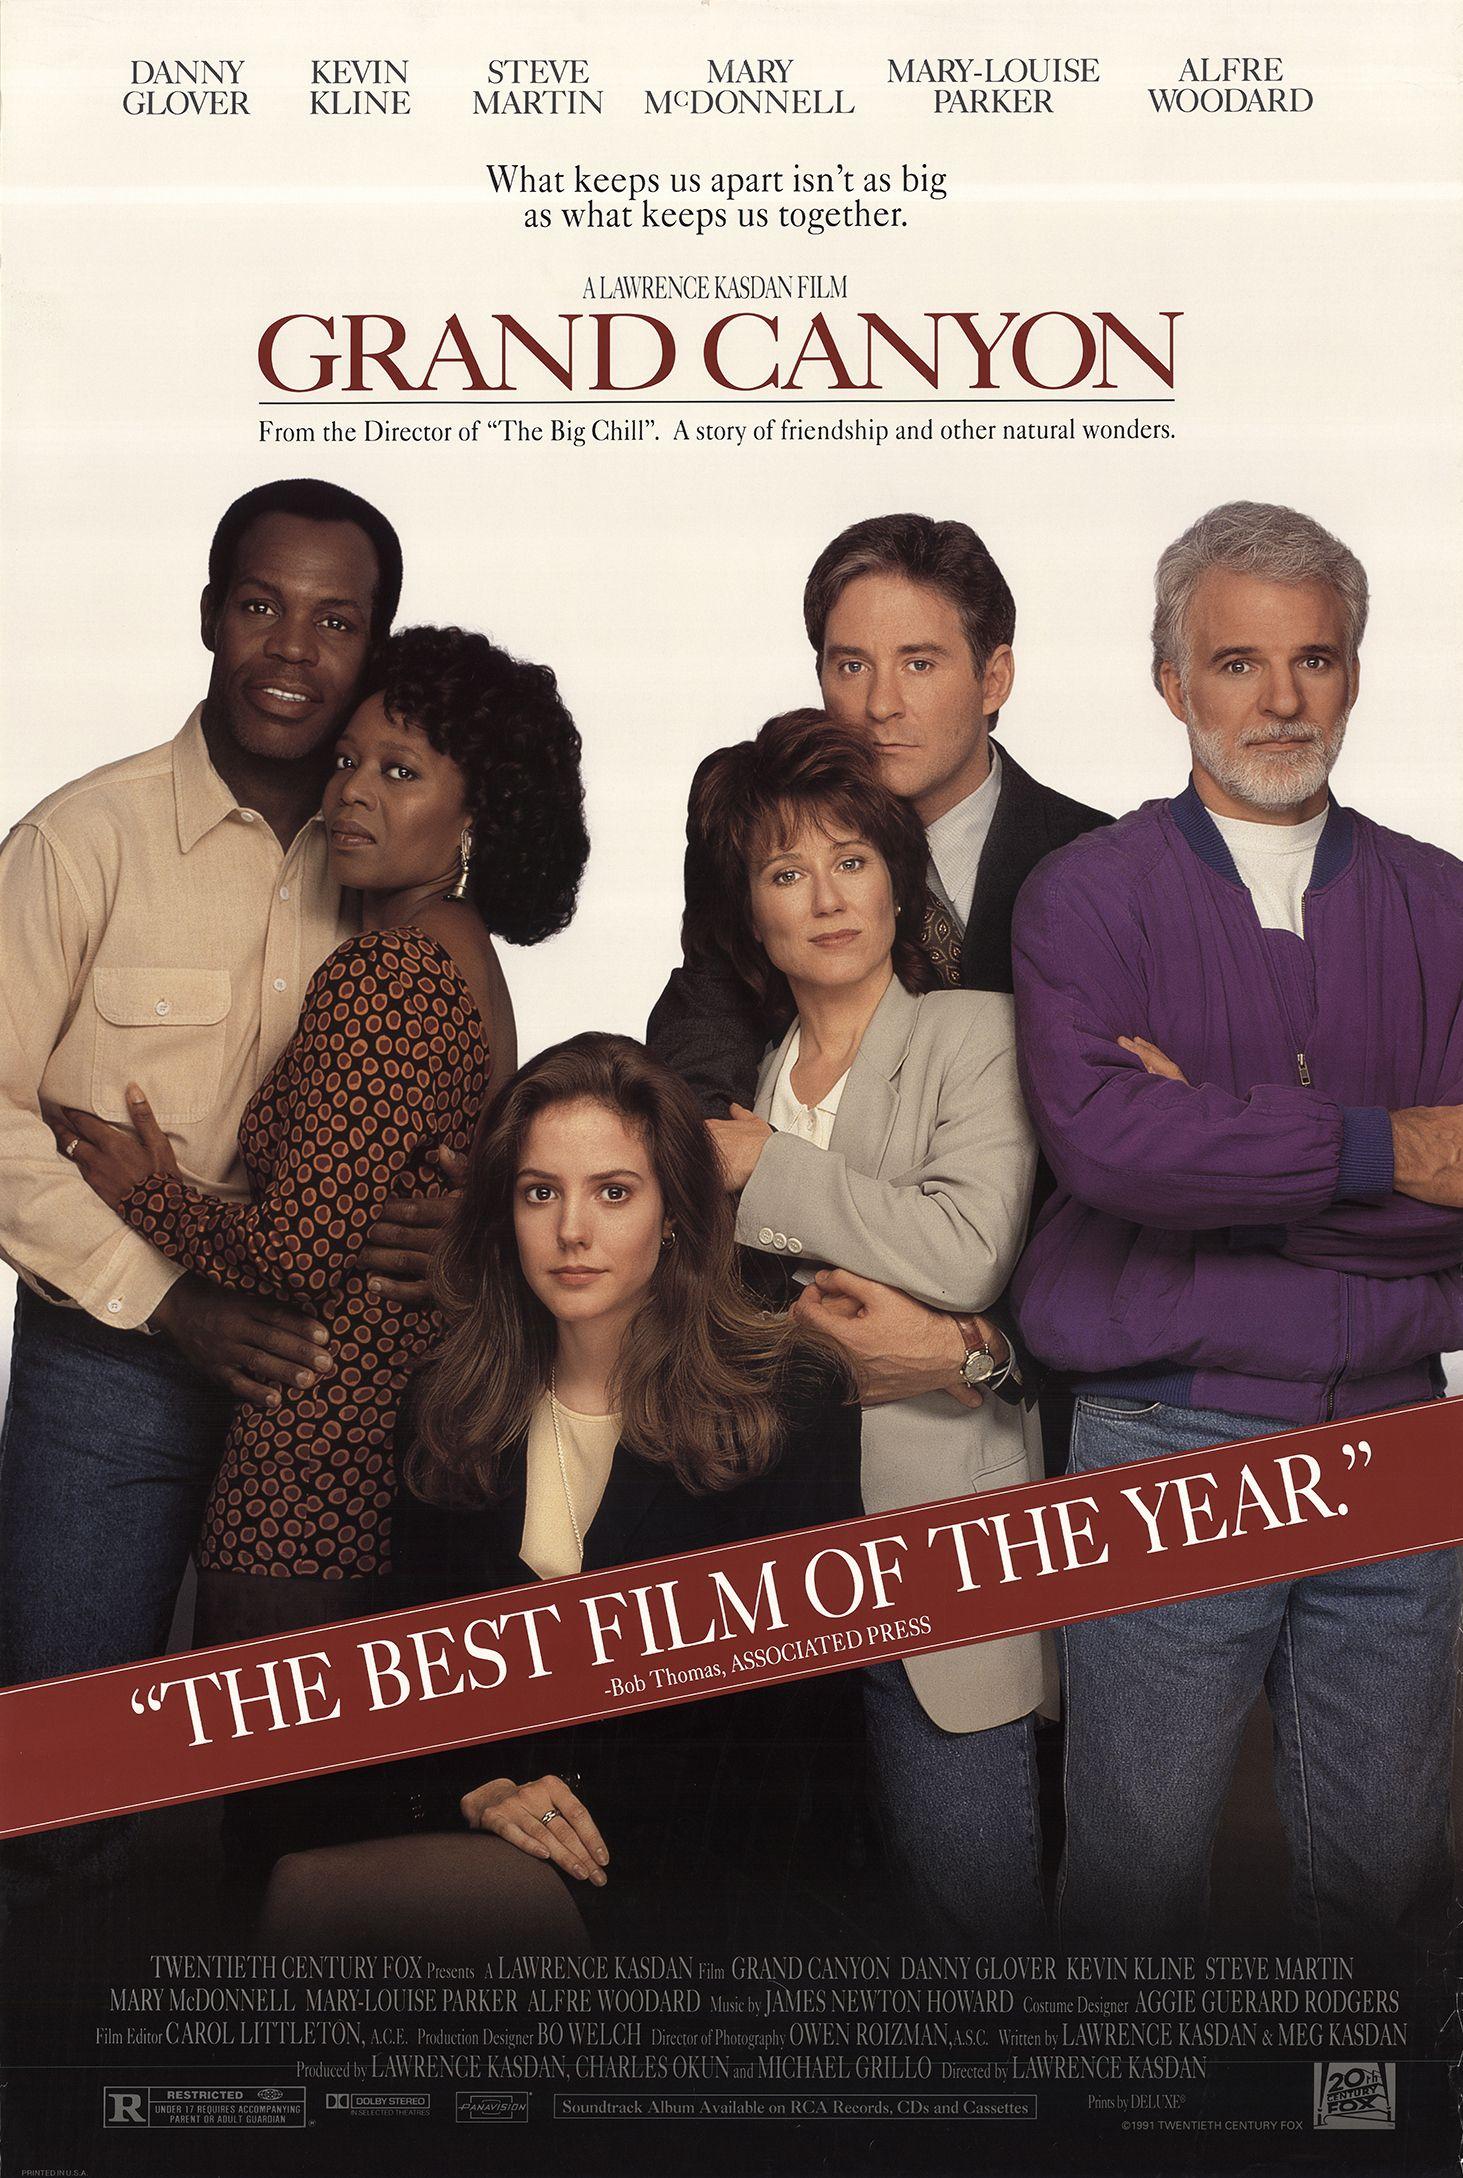 DANNY GLOVER
KEVIN KLINE
STEVE MARTIN
MARY McDONNELL
MARY-LOUISE PARKER
ALFRE WOODARD
What keeps us apart isn't as big
as what keeps us together.
A LAWRENCE KASDAN FILM
GRAND CANYON
From the Director of “The Big Chill”. A story of friendship and other natural wonders.
“THE BEST FILM OF THE YEAR.”
-Bob Thomas, ASSOCIATED PRESS
TWENTIETH CENTURY FOX Presents A LAWRENCE KASDAN Film GRAND CANYON DANNY GLOVER KEVIN KLINE STEVE MARTIN
MARY McDONNELL MARY-LOUISE PARKER ALFRE WOODARD Music by JAMES NEWTON HOWARD Costume Designer AGGIE GUERARD RODGERS
Film Editor CAROL LITTLETON, A.C.E. Production Designer BO WELCH Director of Photography OWEN ROIZMAN, A.S.C. Written by LAWRENCE KASDAN & MEG KASDAN
Produced by LAWRENCE KASDAN, CHARLES OKUN and MICHAEL GRILLO Directed by LAWRENCE KASDAN
R RESTRICTED
UNDER 17 REQUIRES ACCOMPANYING
PARENT OR ADULT GUARDIAN
DOLBY STEREO
IN SELECTED THEATRES
PANAVISION
Soundtrack Album Available on RCA Records, CDs and Cassettes
Prints by DELUXE®
©1991 TWENTIETH CENTURY FOX
20th
CENTURY
FOX
PRINTED IN U.S.A.